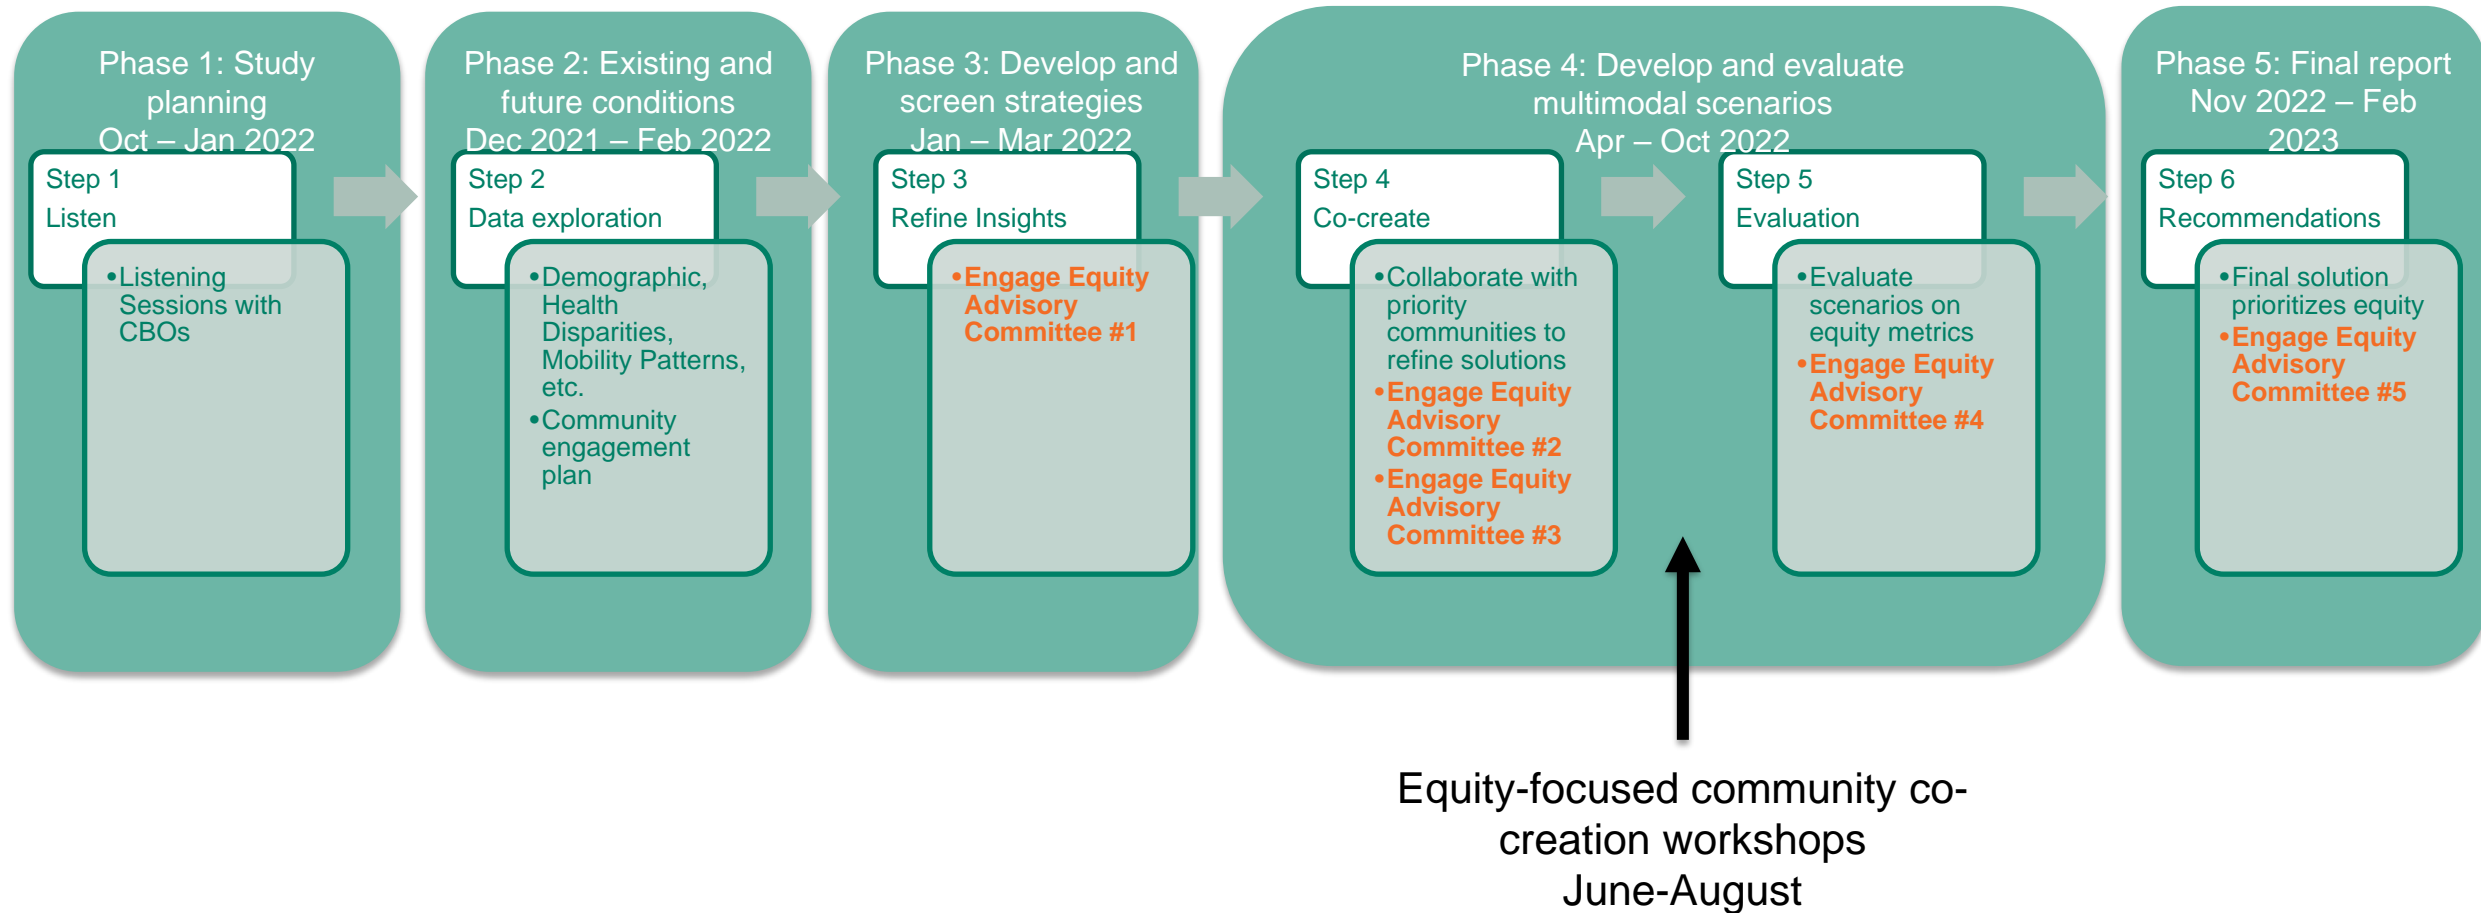 Phase 1: Study
planning
Oct – Jan 2022
Step 1
Listen
•Listening
Sessions with
CBOs
Phase 2: Existing and
future conditions
Dec 2021 – Feb 2022
Step 2
Data exploration
•Demographic,
Health
Disparities,
Mobility Patterns,
etc.
•Community
engagement
plan
Phase 3: Develop and
screen strategies
Jan – Mar 2022
Step 3
Refine Insights
•Engage Equity
Advisory
Committee #1
Phase 4: Develop and evaluate
multimodal scenarios
Apr – Oct 2022
Step 4
Co-create
•Collaborate with
priority
communities to
refine solutions
•Engage Equity
Advisory
Committee #2
•Engage Equity
Advisory
Committee #3
Step 5
Evaluation
•Evaluate
scenarios on
equity metrics
•Engage Equity
Advisory
Committee #4
Phase 5: Final report
Nov 2022 – Feb
2023
Step 6
Recommendations
•Final solution
prioritizes equity
•Engage Equity
Advisory
Committee #5
Equity-focused community co-
creation workshops
June-August